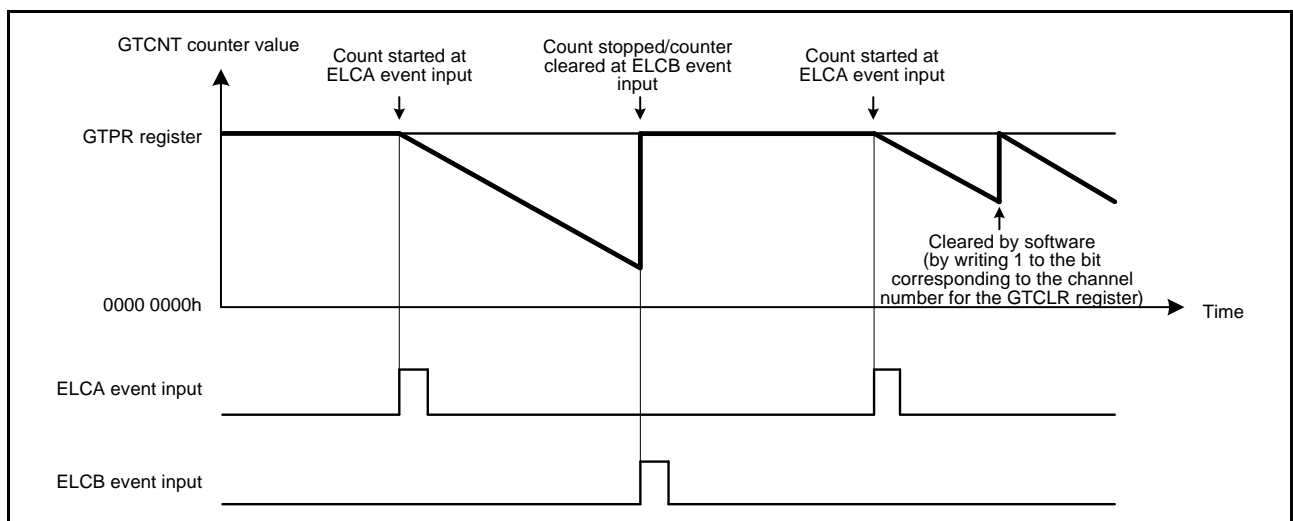 GTCNT counter value
Count started at
ELCA event input
Count stopped/counter
cleared at ELCB event
input
Count started at
ELCA event input
GTPR register
Cleared by software
(by writing 1 to the bit
corresponding to the channel
number for the GTCLR register)
0000 0000h
Time
ELCA event input
ELCB event input